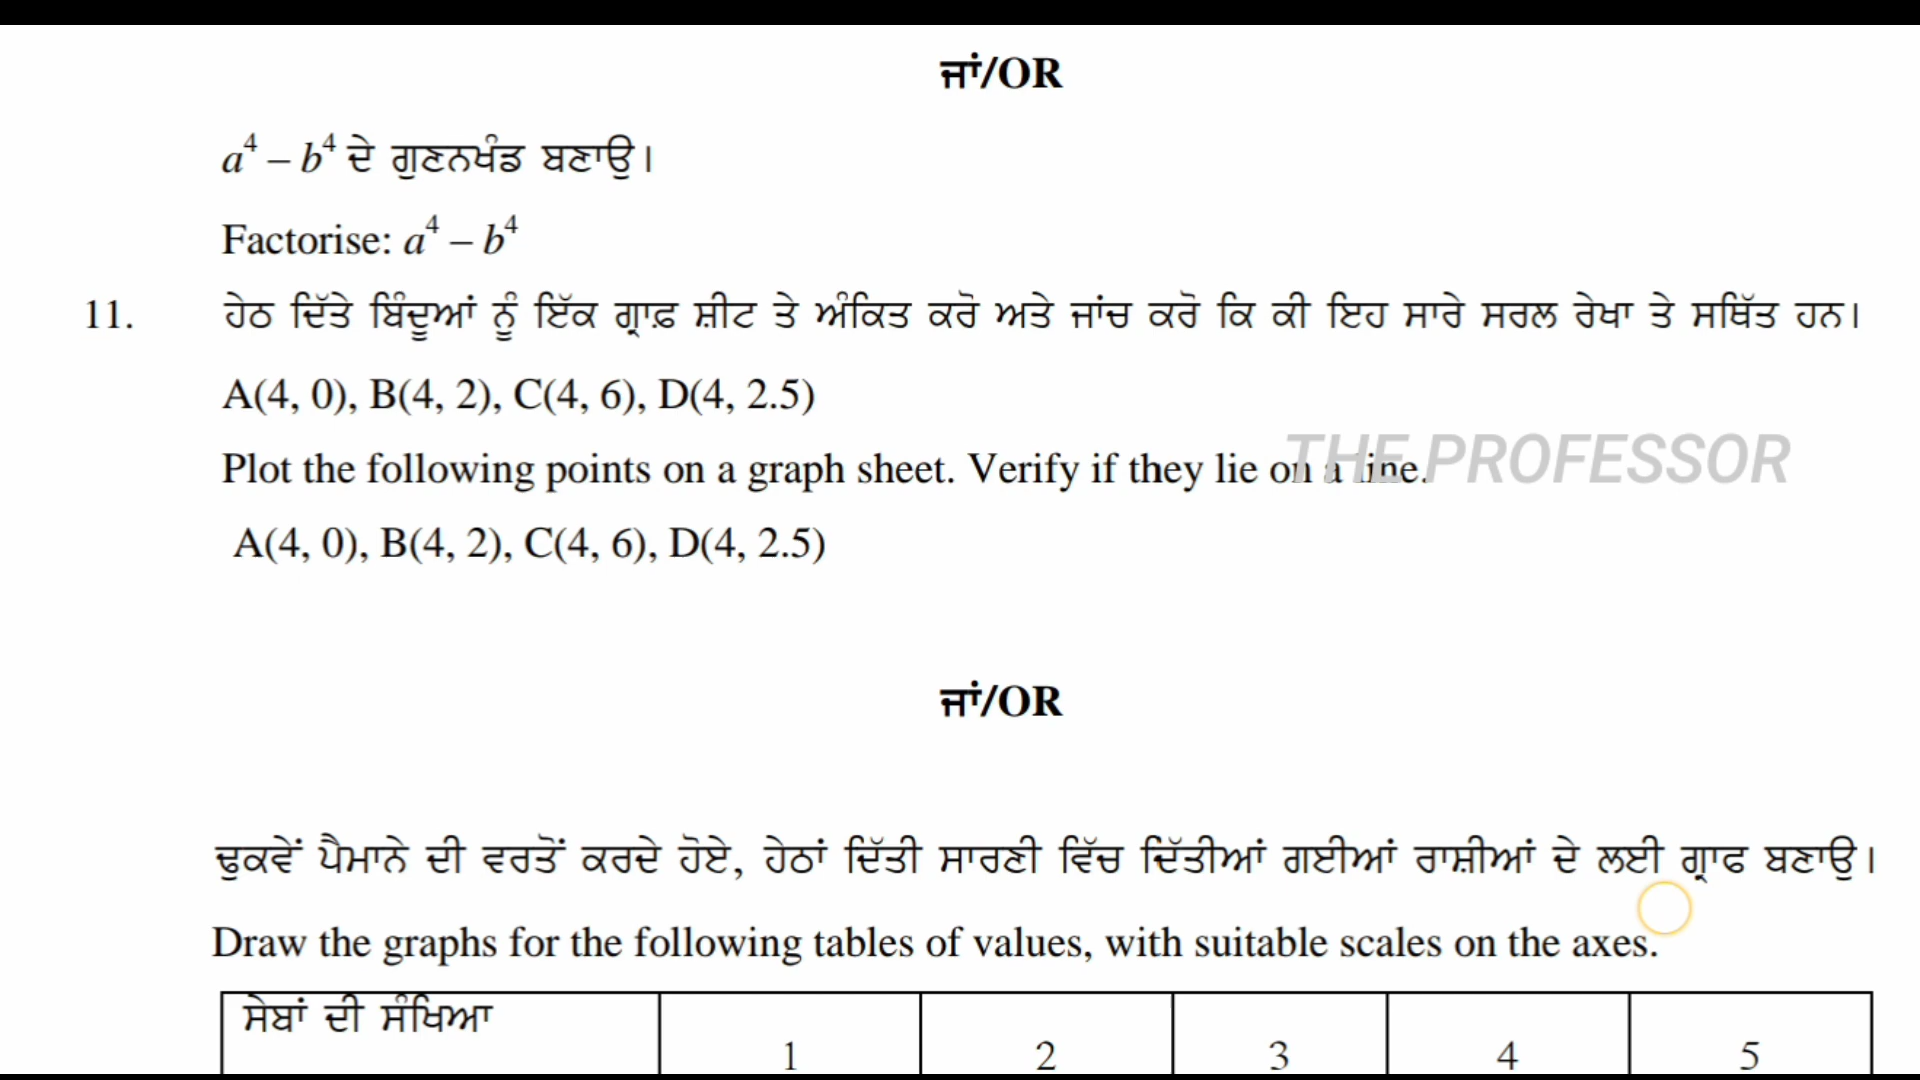 ਜਾਂ/OR
a⁴ – b⁴ ਦੇ ਗੁਣਨਖੰਡ ਬਣਾਉ।
Factorise: a⁴ – b⁴
11. ਹੇਠ ਦਿੱਤੇ ਬਿੰਦੂਆਂ ਨੂੰ ਇੱਕ ਗ੍ਰਾਫ਼ ਸ਼ੀਟ ਤੇ ਅੰਕਿਤ ਕਰੋ ਅਤੇ ਜਾਂਚ ਕਰੋ ਕਿ ਕੀ ਇਹ ਸਾਰੇ ਸਰਲ ਰੇਖਾ ਤੇ ਸਥਿੱਤ ਹਨ।
A(4, 0), B(4, 2), C(4, 6), D(4, 2.5)
THE PROFESSOR
Plot the following points on a graph sheet. Verify if they lie on a line.
A(4, 0), B(4, 2), C(4, 6), D(4, 2.5)
ਜਾਂ/OR
ਢੁਕਵੇਂ ਪੈਮਾਨੇ ਦੀ ਵਰਤੋਂ ਕਰਦੇ ਹੋਏ, ਹੇਠਾਂ ਦਿੱਤੀ ਸਾਰਣੀ ਵਿੱਚ ਦਿੱਤੀਆਂ ਗਈਆਂ ਰਾਸ਼ੀਆਂ ਦੇ ਲਈ ਗ੍ਰਾਫ ਬਣਾਉ।
Draw the graphs for the following tables of values, with suitable scales on the axes.
ਸੇਬਾਂ ਦੀ ਸੰਖਿਆ
1 2 3 4 5